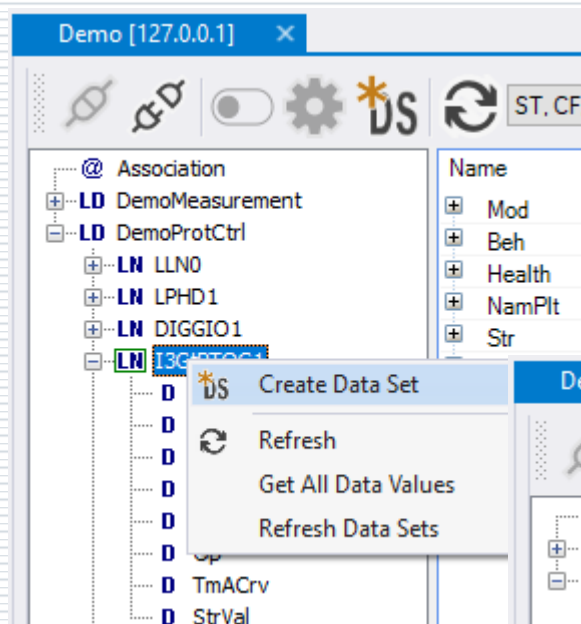 Demo [127.0.0.1] ×
DS ST, CF
@ Association Name
LD DemoMeasurement
LD DemoProtCtrl
Mod
Beh
Health
NamPlt
Str
LN LLN0
LN LPHD1
LN DIGGIO1
LN
DS Create Data Set
De
D
D Refresh
D
D Get All Data Values
D Refresh Data Sets
D Op
D TmACrv
D StrVal